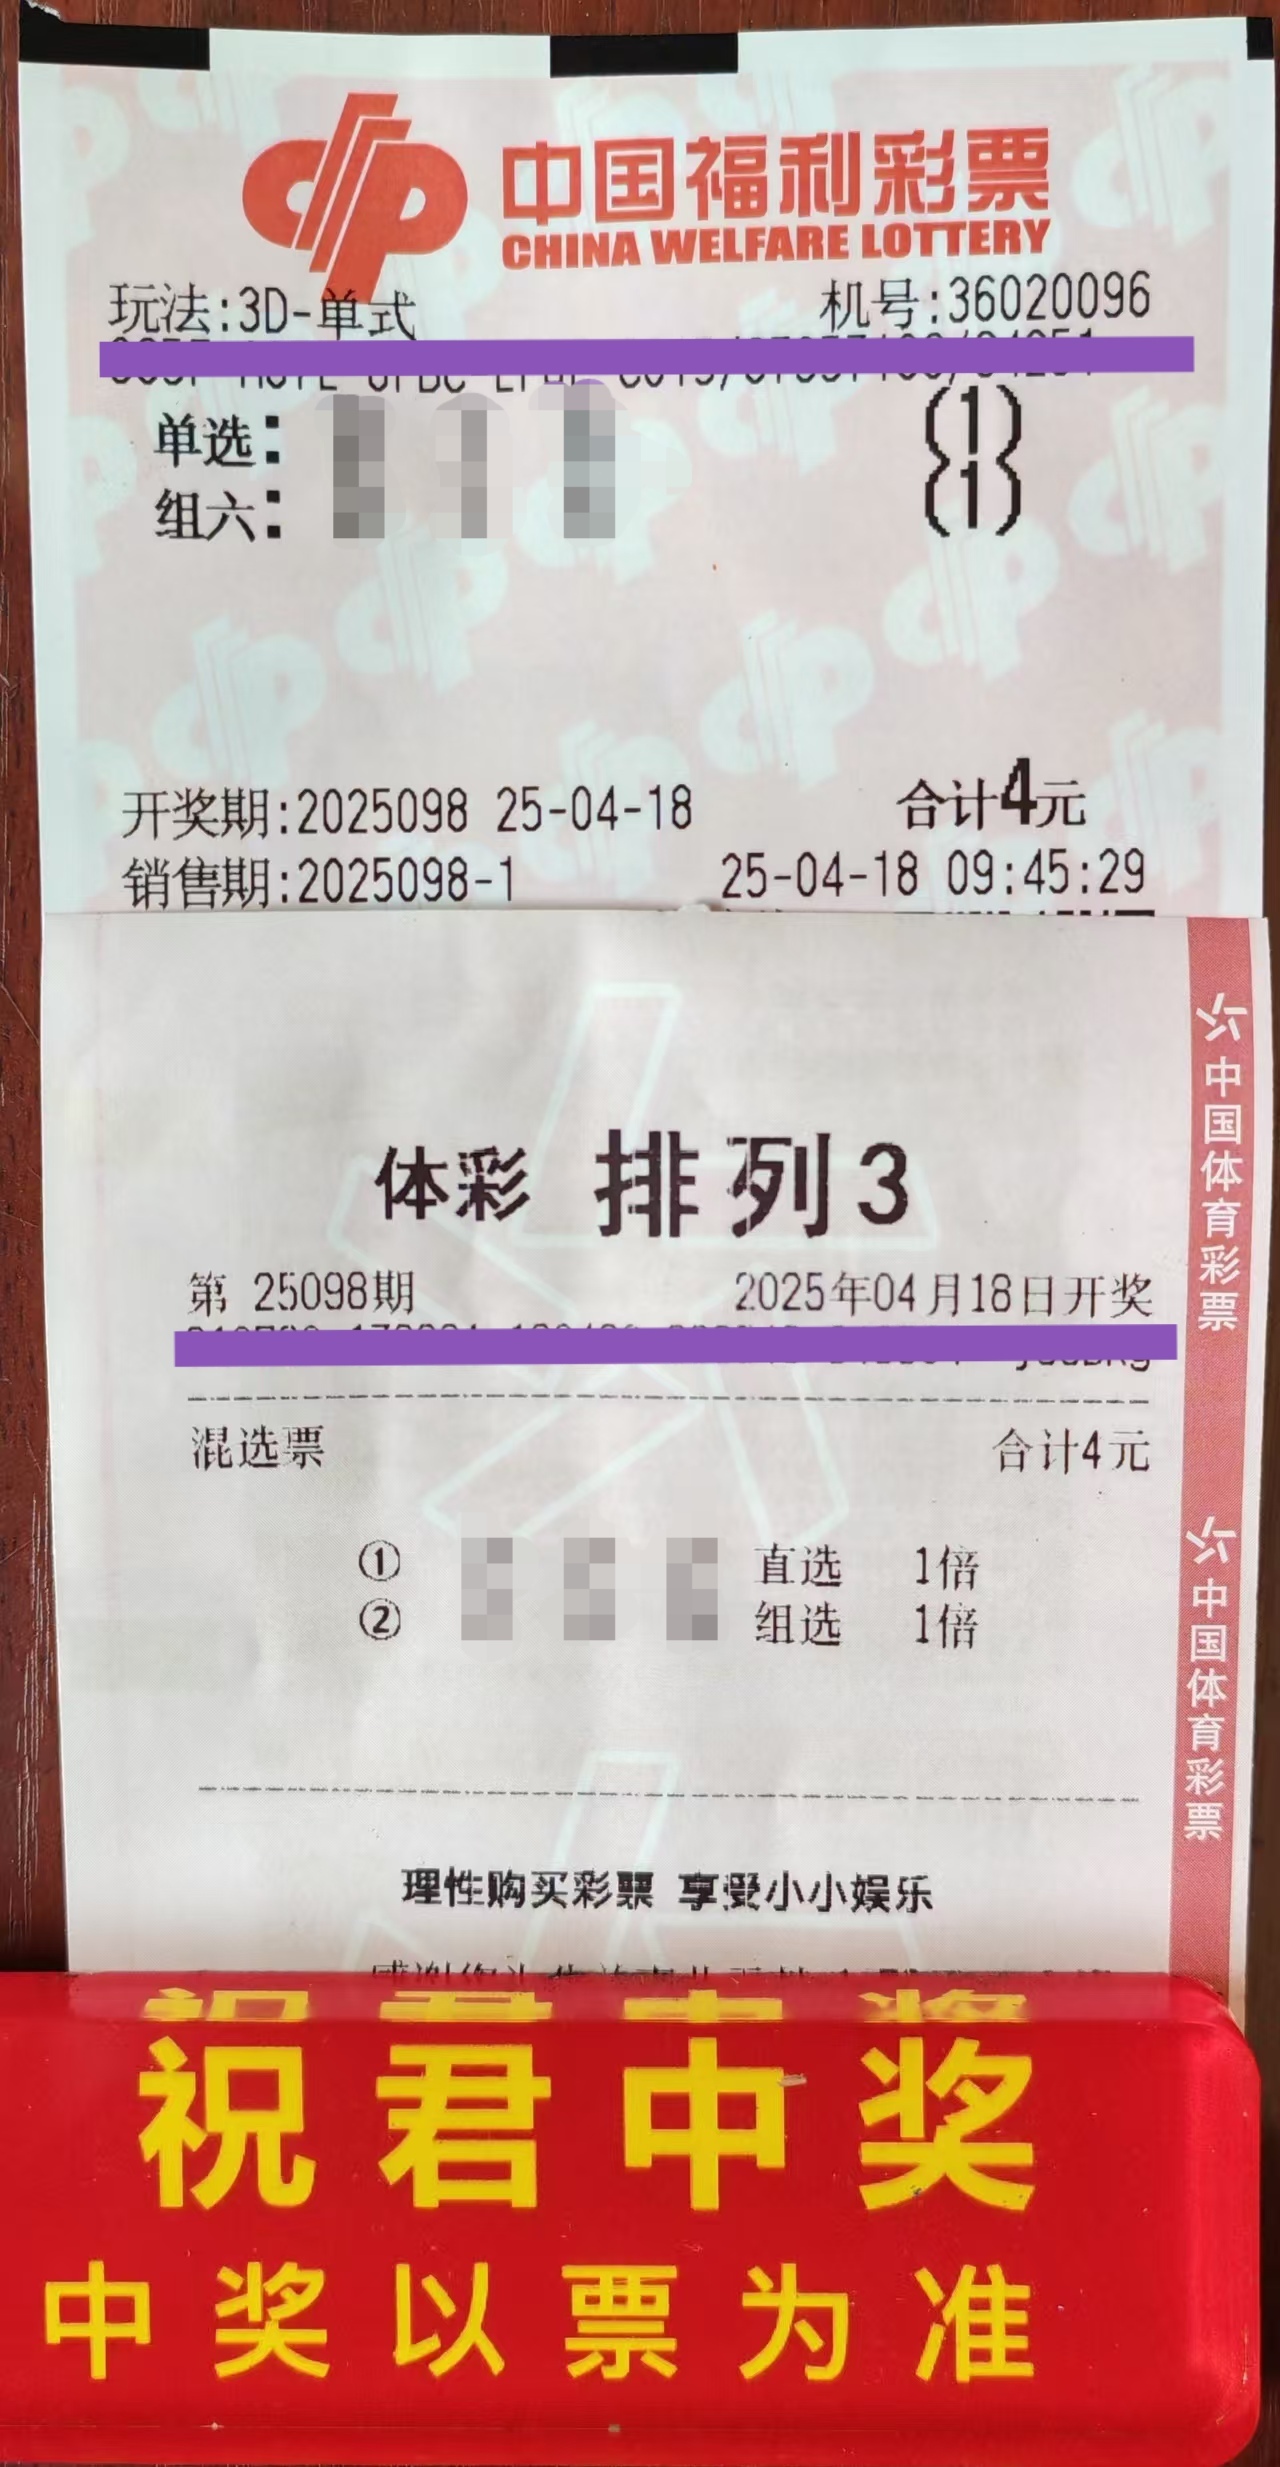 中国福利彩票
CHINA WELFARE LOTTERY
玩法:3D-单式 机号:36020096
单选: (1)
组六: (1)
开奖期:2025098 25-04-18 合计4元
销售期:2025098-1 25-04-18 09:45:29
体彩 排列3
第 25098期 2025年04月18日开奖
混选票 合计4元
① 直选 1倍
② 组选 1倍
理性购买彩票 享受小小娱乐
中国体育彩票
中国体育彩票
祝君中奖
中奖以票为准